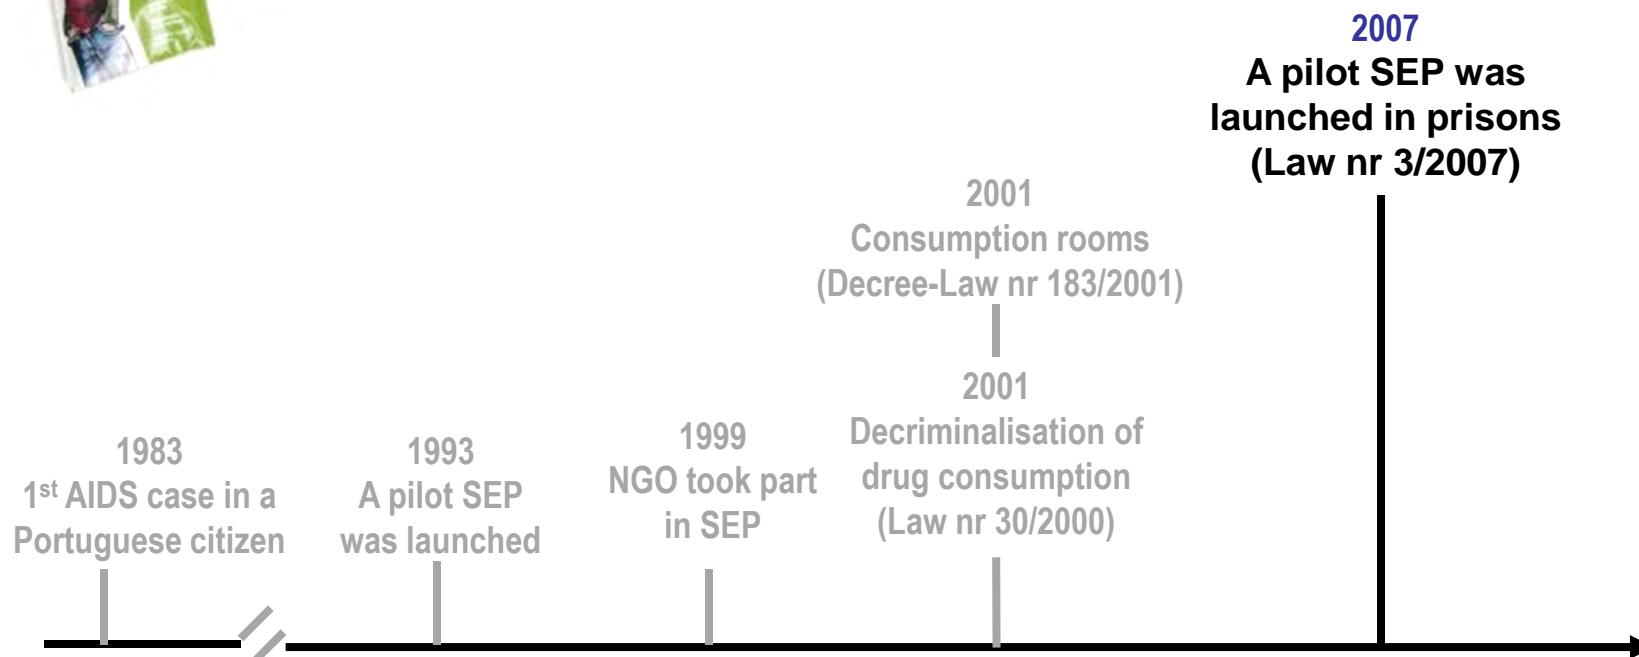 1983
1st AIDS case in a
Portuguese citizen
1993
A pilot SEP
was launched
1999
NGO took part
in SEP
2001
Consumption rooms
(Decree-Law nr 183/2001)
2001
Decriminalisation of
drug consumption
(Law nr 30/2000)
2007
A pilot SEP was
launched in prisons
(Law nr 3/2007)